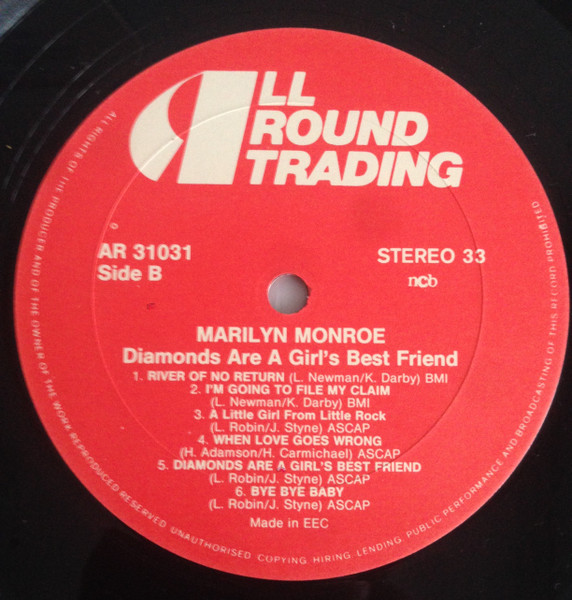 ALL
ROUND
TRADING
AR 31031
Side B
STEREO 33
ncb
MARILYN MONROE
Diamonds Are A Girl's Best Friend
1. RIVER OF NO RETURN (L. Newman/K. Darby) BMI
2. I'M GOING TO FILE MY CLAIM
(L. Newman/K. Darby) BMI
3. A Little Girl From Little Rock
(L. Robin/J. Styne) ASCAP
4. WHEN LOVE GOES WRONG
(H. Adamson/H. Carmichael) ASCAP
5. DIAMONDS ARE A GIRL'S BEST FRIEND
(L. Robin/J. Styne) ASCAP
6. BYE BYE BABY
(L. Robin/J. Styne) ASCAP
Made in EEC
ALL RIGHTS OF THE PRODUCER AND OF THE OWNER OF THE WORK REPRODUCED RESERVED. UNAUTHORISED COPYING, HIRING, LENDING, PUBLIC PERFORMANCE AND BROADCASTING OF THIS RECORD PROHIBITED